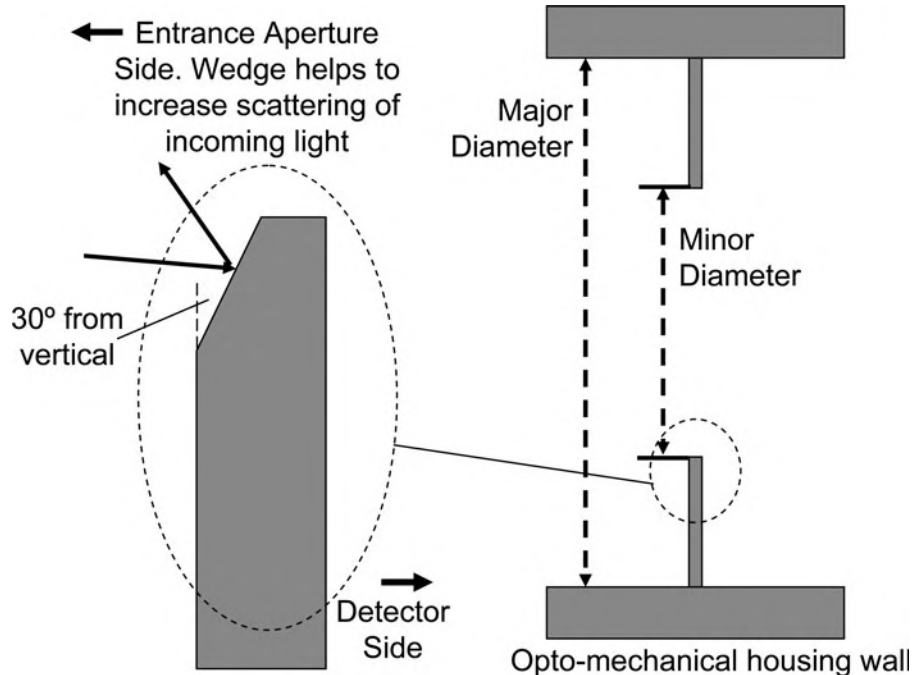 Entrance Aperture
Side. Wedge helps to
increase scattering of
incoming light
30º from
vertical
Detector
Side
Major
Diameter
Minor
Diameter
Opto-mechanical housing wall